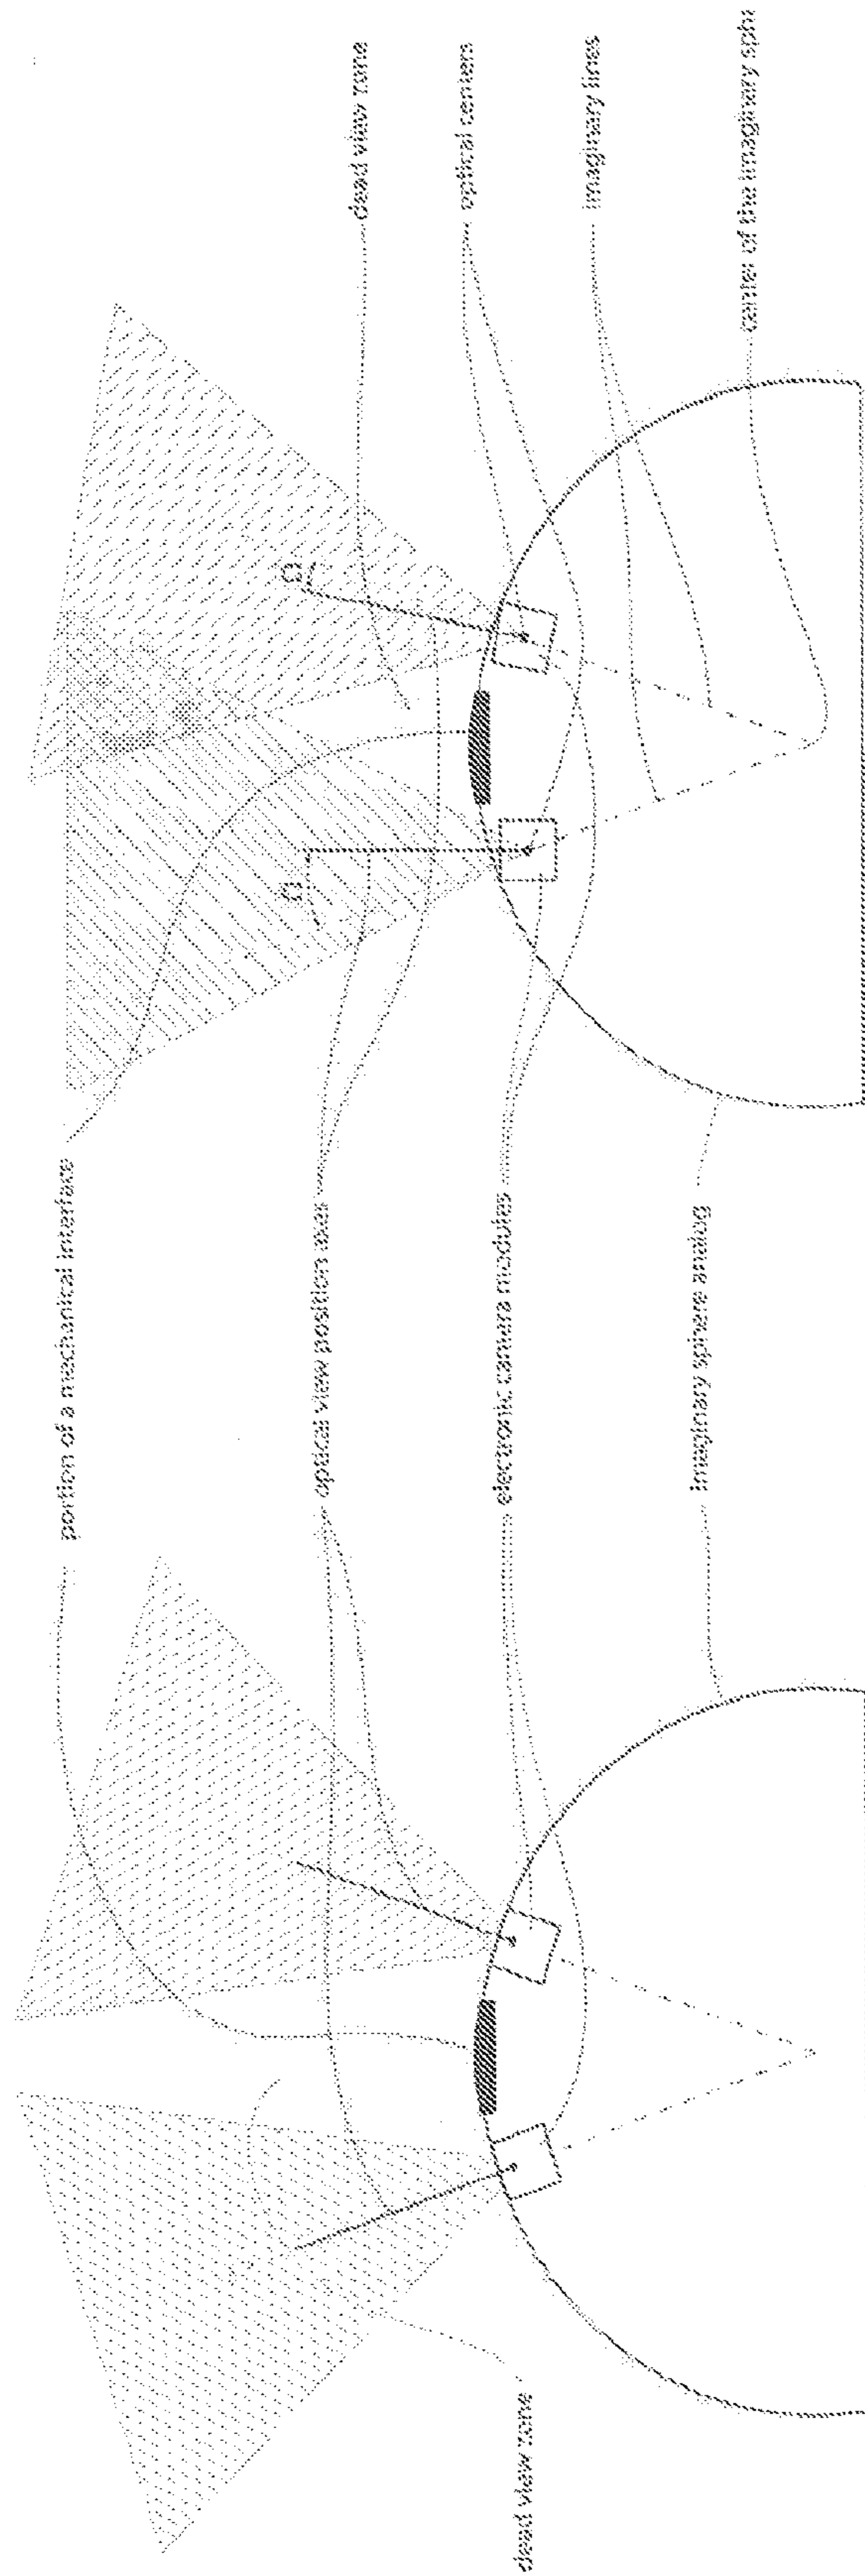 portion of a mechanical interface
optical view position axes
electronic camera modules
imaginary sphere analog
dead view zone
dead view zone
optical centers
imaginary lines
center of the imaginary sphe